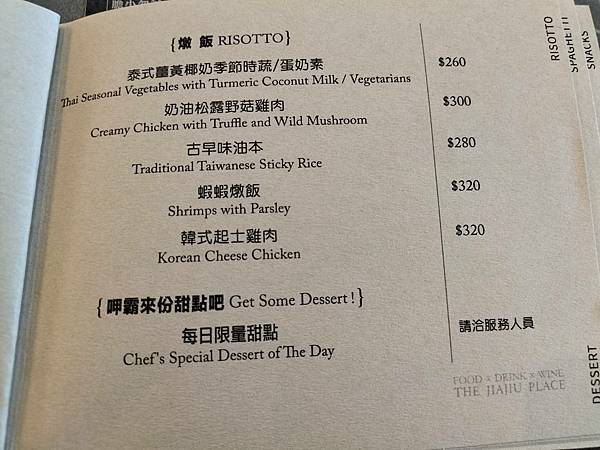 {燉 飯 RISOTTO}
泰式薑黃椰奶季節時蔬/蛋奶素 $260
Thai Seasonal Vegetables with Turmeric Coconut Milk / Vegetarians
奶油松露野菇雞肉 $300
Creamy Chicken with Truffle and Wild Mushroom
古早味油本 $280
Traditional Taiwanese Sticky Rice
蝦蝦燉飯 $320
Shrimps with Parsley
韓式起士雞肉 $320
Korean Cheese Chicken
{呷霸來份甜點吧 Get Some Dessert!}
每日限量甜點 請洽服務人員
Chef's Special Dessert of The Day
FOOD × DRINK × WINE
THE JIAJIU PLACE
RISOTTO
SPAGHETTI
SNACKS
DESSERT